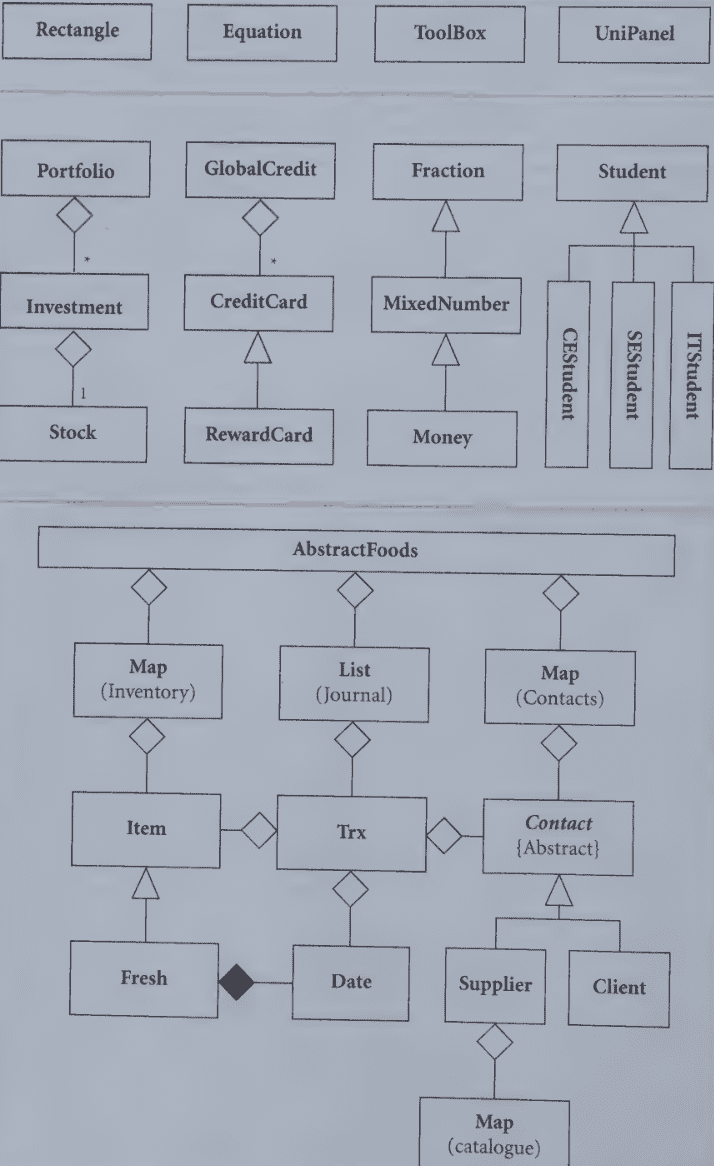 Rectangle
Equation
ToolBox
UniPanel
Portfolio
GlobalCredit
Fraction
Student
*
*
Investment
CreditCard
MixedNumber
CEStudent
SEStudent
ITStudent
1
Stock
RewardCard
Money
AbstractFoods
Map
(Inventory)
List
(Journal)
Map
(Contacts)
Item
Trx
Contact
{Abstract}
Fresh
Date
Supplier
Client
Map
(catalogue)